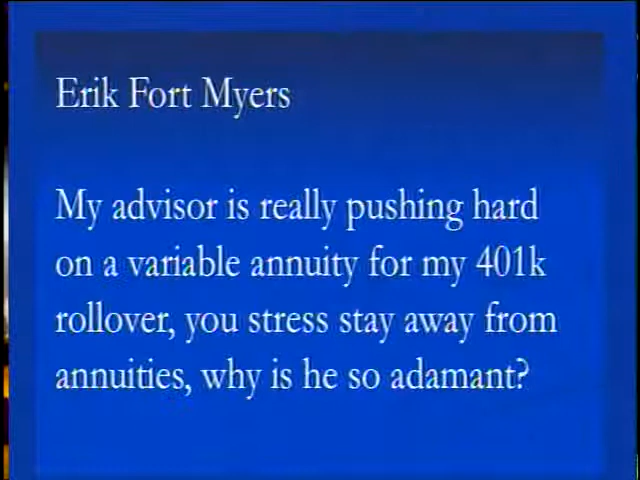 Erik Fort Myers
My advisor is really pushing hard
on a variable annuity for my 401k
rollover, you stress stay away from
annuities, why is he so adamant?